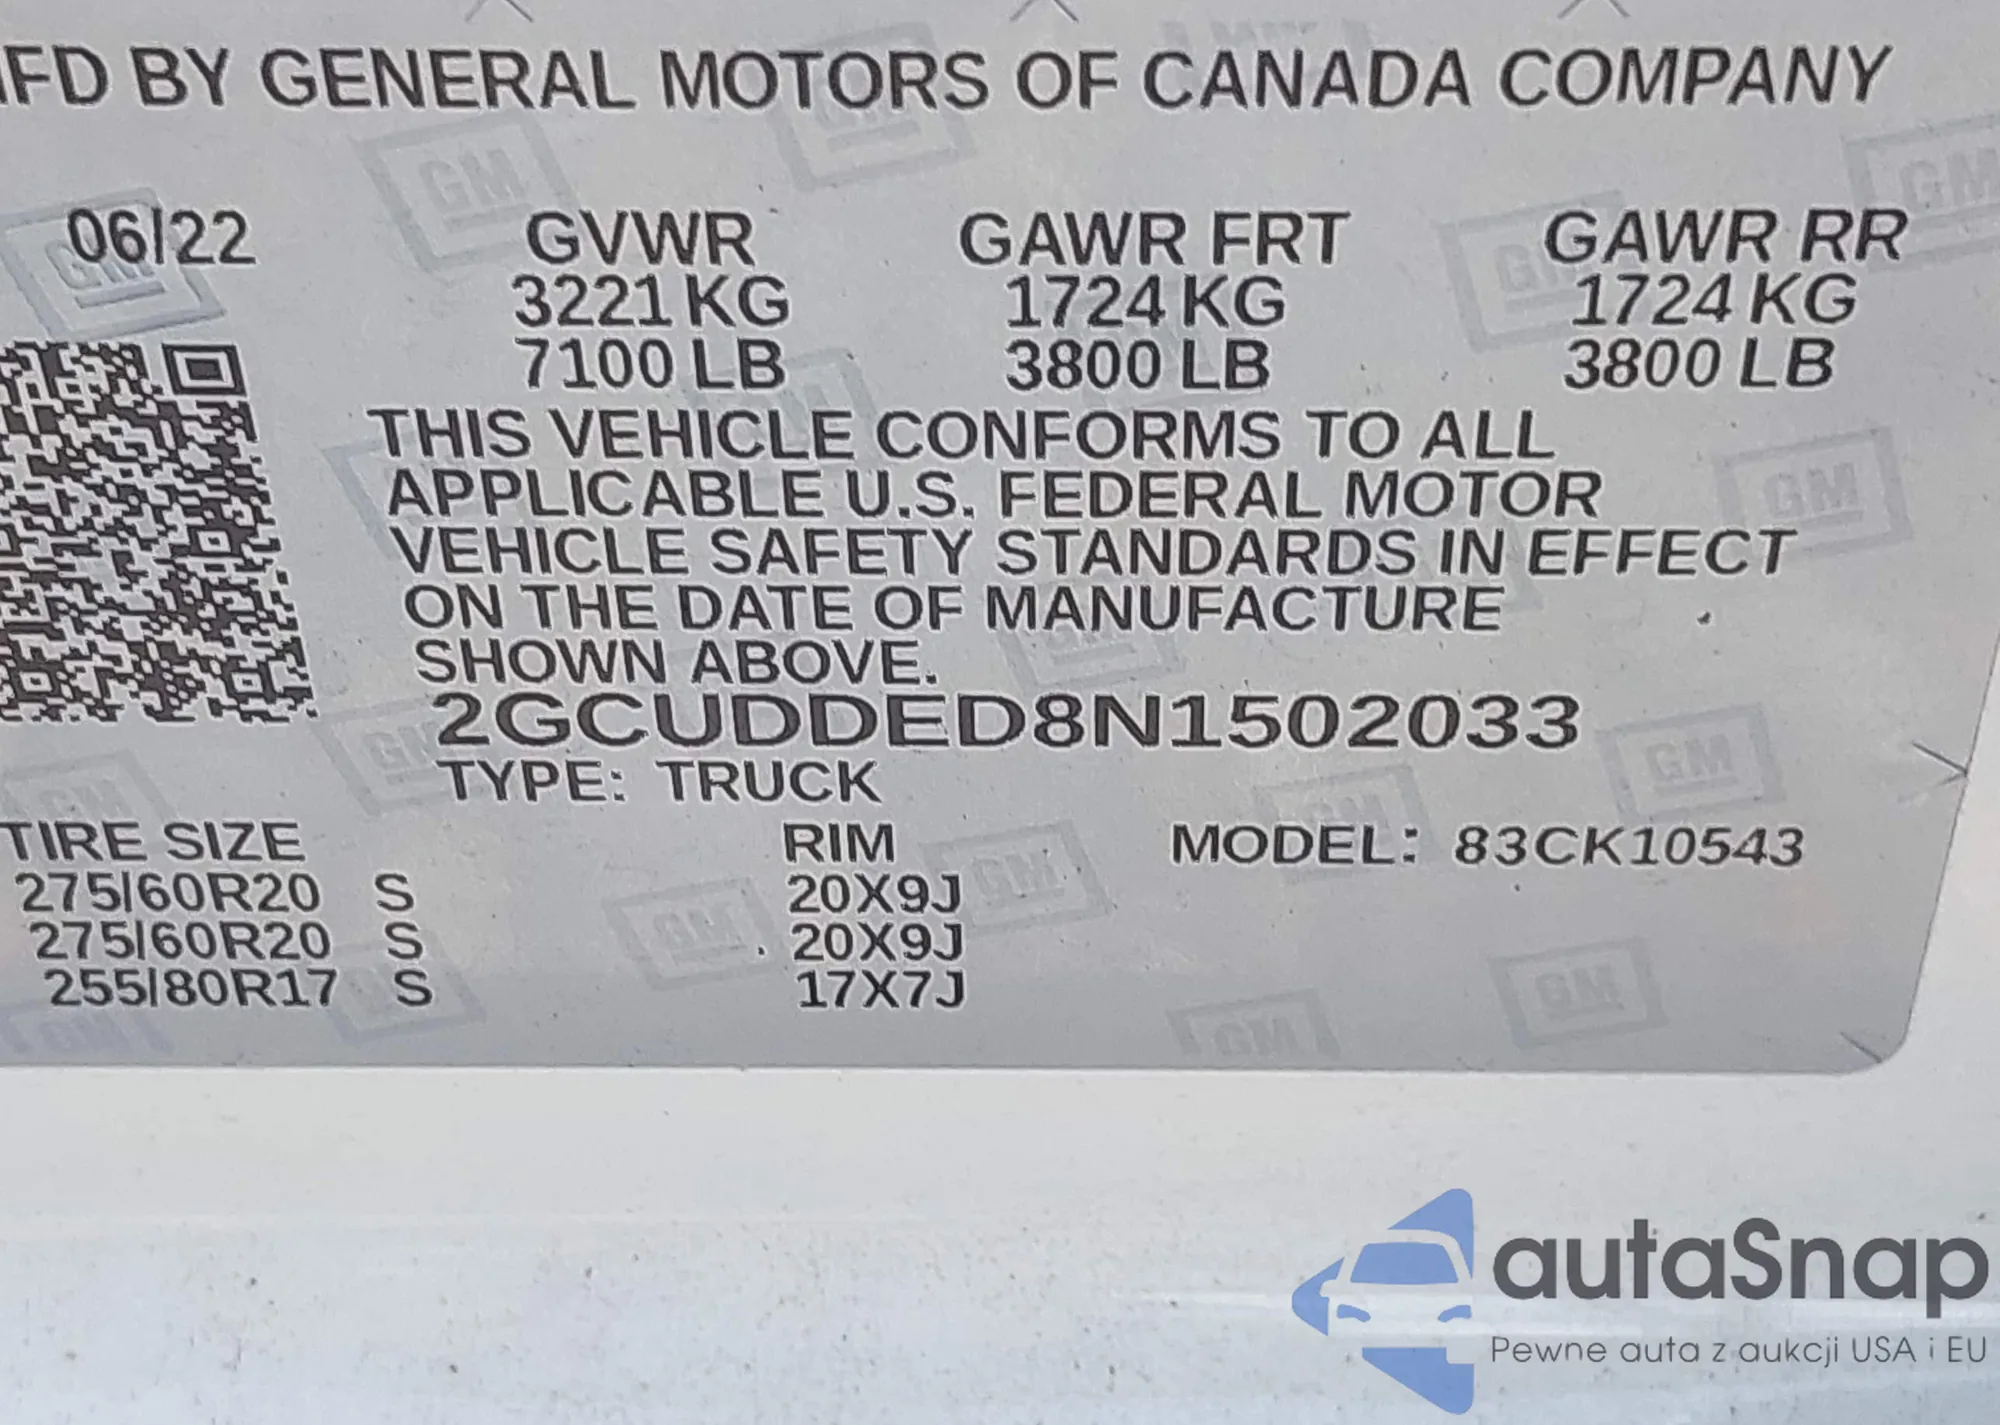 MFD BY GENERAL MOTORS OF CANADA COMPANY
06/22 GVWR GAWR FRT GAWR RR
3221 KG 1724 KG 1724 KG
7100 LB 3800 LB 3800 LB
THIS VEHICLE CONFORMS TO ALL
APPLICABLE U.S. FEDERAL MOTOR
VEHICLE SAFETY STANDARDS IN EFFECT
ON THE DATE OF MANUFACTURE
SHOWN ABOVE.
2GCUDDED8N1502033
TYPE: TRUCK
TIRE SIZE RIM MODEL: 83CK10543
275/60R20 S 20X9J
275/60R20 S 20X9J
255/80R17 S 17X7J
autaSnap
Pewne auta z aukcji USA i EU